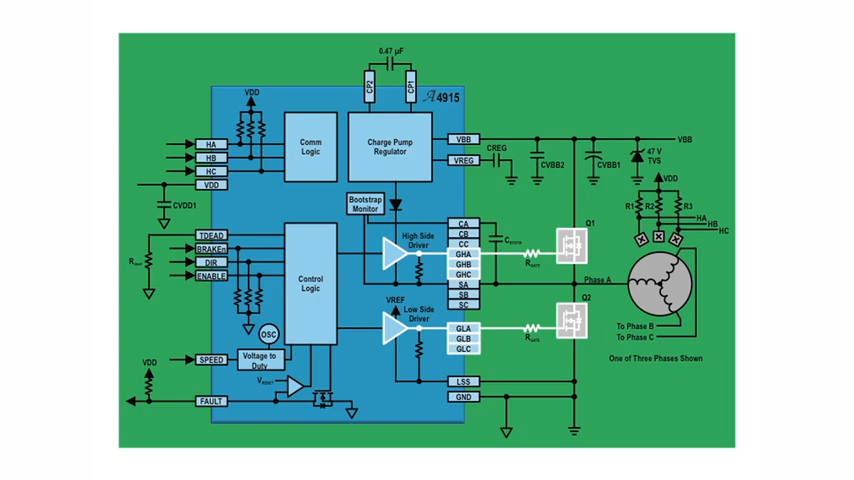 0.47 µF
CP2
CP1
A4915
VDD
HA
HB
HC
VDD
CVDD1
Comm
Logic
Charge Pump
Regulator
VBB
VREG
CREG
CVBB2
CVBB1
47 V
TVS
VBB
VDD
R1
R2
R3
HA
HB
HC
Bootstrap
Monitor
TDEAD
BRAKEn
DIR
ENABLE
Control
Logic
High Side
Driver
CA
CB
CC
GHA
GHB
GHC
SA
SB
SC
Q1
Phase A
Q2
VREF
Low Side
Driver
GLA
GLB
GLC
To Phase B
To Phase C
One of Three Phases Shown
OSC
SPEED
Voltage to
Duty
VDD
FAULT
LSS
GND